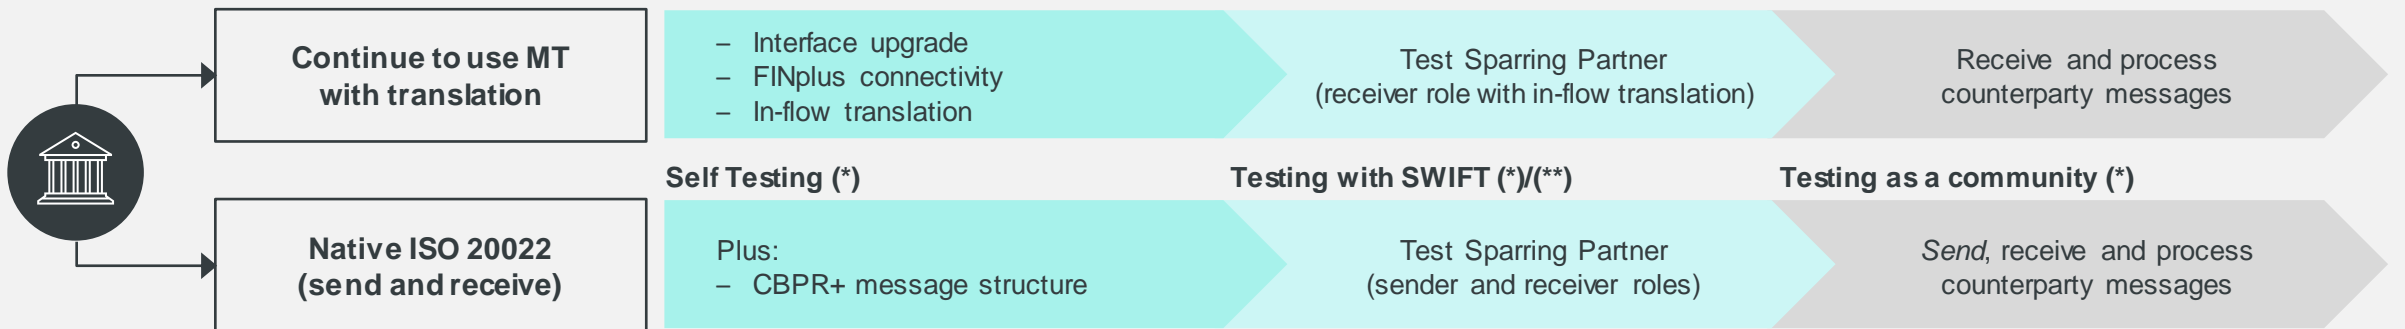 Continue to use MT
with translation
– Interface upgrade
– FINplus connectivity
– In-flow translation
Test Sparring Partner
(receiver role with in-flow translation)
Receive and process
counterparty messages
Self Testing (*)
Testing with SWIFT (*)/(**)
Testing as a community (*)
Native ISO 20022
(send and receive)
Plus:
– CBPR+ message structure
Test Sparring Partner
(sender and receiver roles)
Send, receive and process
counterparty messages